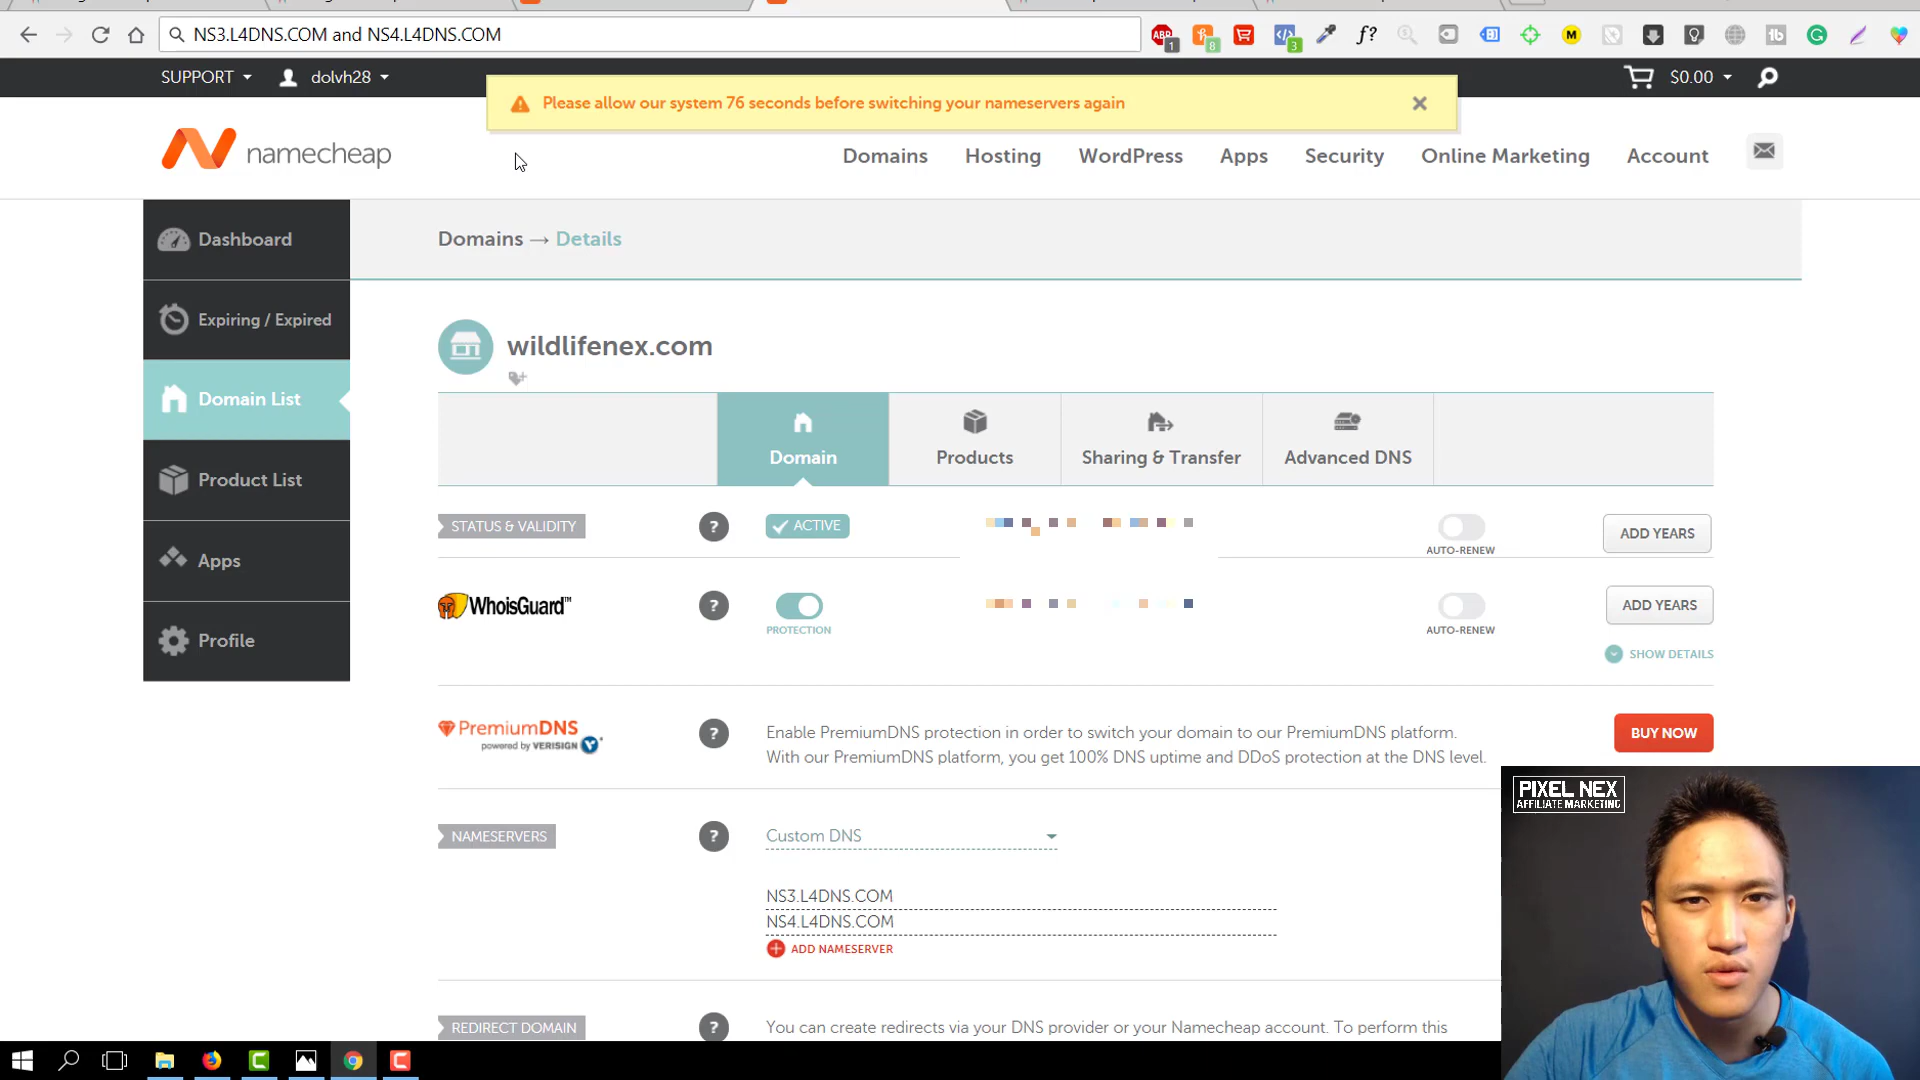 NS3.L4DNS.COM and NS4.L4DNS.COM
ABP
1
8
3
f?
M
tb
G
SUPPORT
dolvh28
$0.00
Please allow our system 76 seconds before switching your nameservers again
namecheap
Domains
Hosting
WordPress
Apps
Security
Online Marketing
Account
Dashboard
Expiring / Expired
Domain List
Product List
Apps
Profile
Domains → Details
wildlifenex.com
Domain
Products
Sharing & Transfer
Advanced DNS
STATUS & VALIDITY
?
ACTIVE
AUTO-RENEW
ADD YEARS
WhoisGuard
?
PROTECTION
AUTO-RENEW
ADD YEARS
SHOW DETAILS
PremiumDNS
powered by VERISIGN
?
Enable PremiumDNS protection in order to switch your domain to our PremiumDNS platform.
With our PremiumDNS platform, you get 100% DNS uptime and DDoS protection at the DNS level.
BUY NOW
NAMESERVERS
?
Custom DNS
NS3.L4DNS.COM
NS4.L4DNS.COM
ADD NAMESERVER
REDIRECT DOMAIN
?
You can create redirects via your DNS provider or your Namecheap account. To perform this
PIXEL NEX
AFFILIATE MARKETING